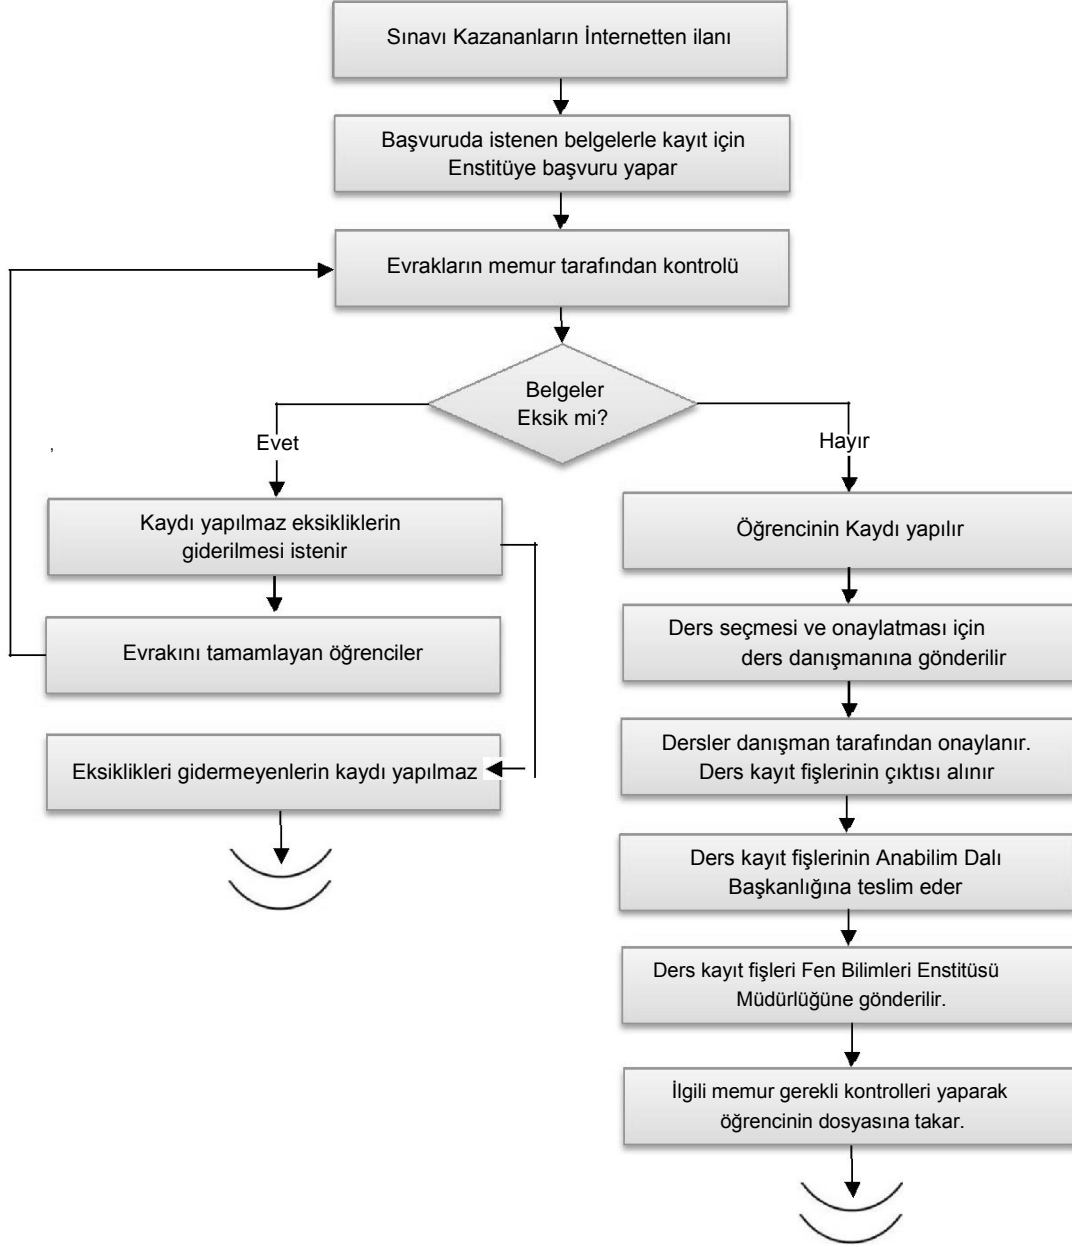 Sınavı Kazananların İnternetten ilanı
Başvuruda istenen belgelerle kayıt için
Enstitüye başvuru yapar
Evrakların memur tarafından kontrolü
Belgeler
Eksik mi?
Evet
Hayır
,
Kaydı yapılmaz eksikliklerin
giderilmesi istenir
Evrakını tamamlayan öğrenciler
Eksiklikleri gidermeyenlerin kaydı yapılmaz
Öğrencinin Kaydı yapılır
Ders seçmesi ve onaylatması için
ders danışmanına gönderilir
Dersler danışman tarafından onaylanır.
Ders kayıt fişlerinin çıktısı alınır
Ders kayıt fişlerinin Anabilim Dalı
Başkanlığına teslim eder
Ders kayıt fişleri Fen Bilimleri Enstitüsü
Müdürlüğüne gönderilir.
İlgili memur gerekli kontrolleri yaparak
öğrencinin dosyasına takar.